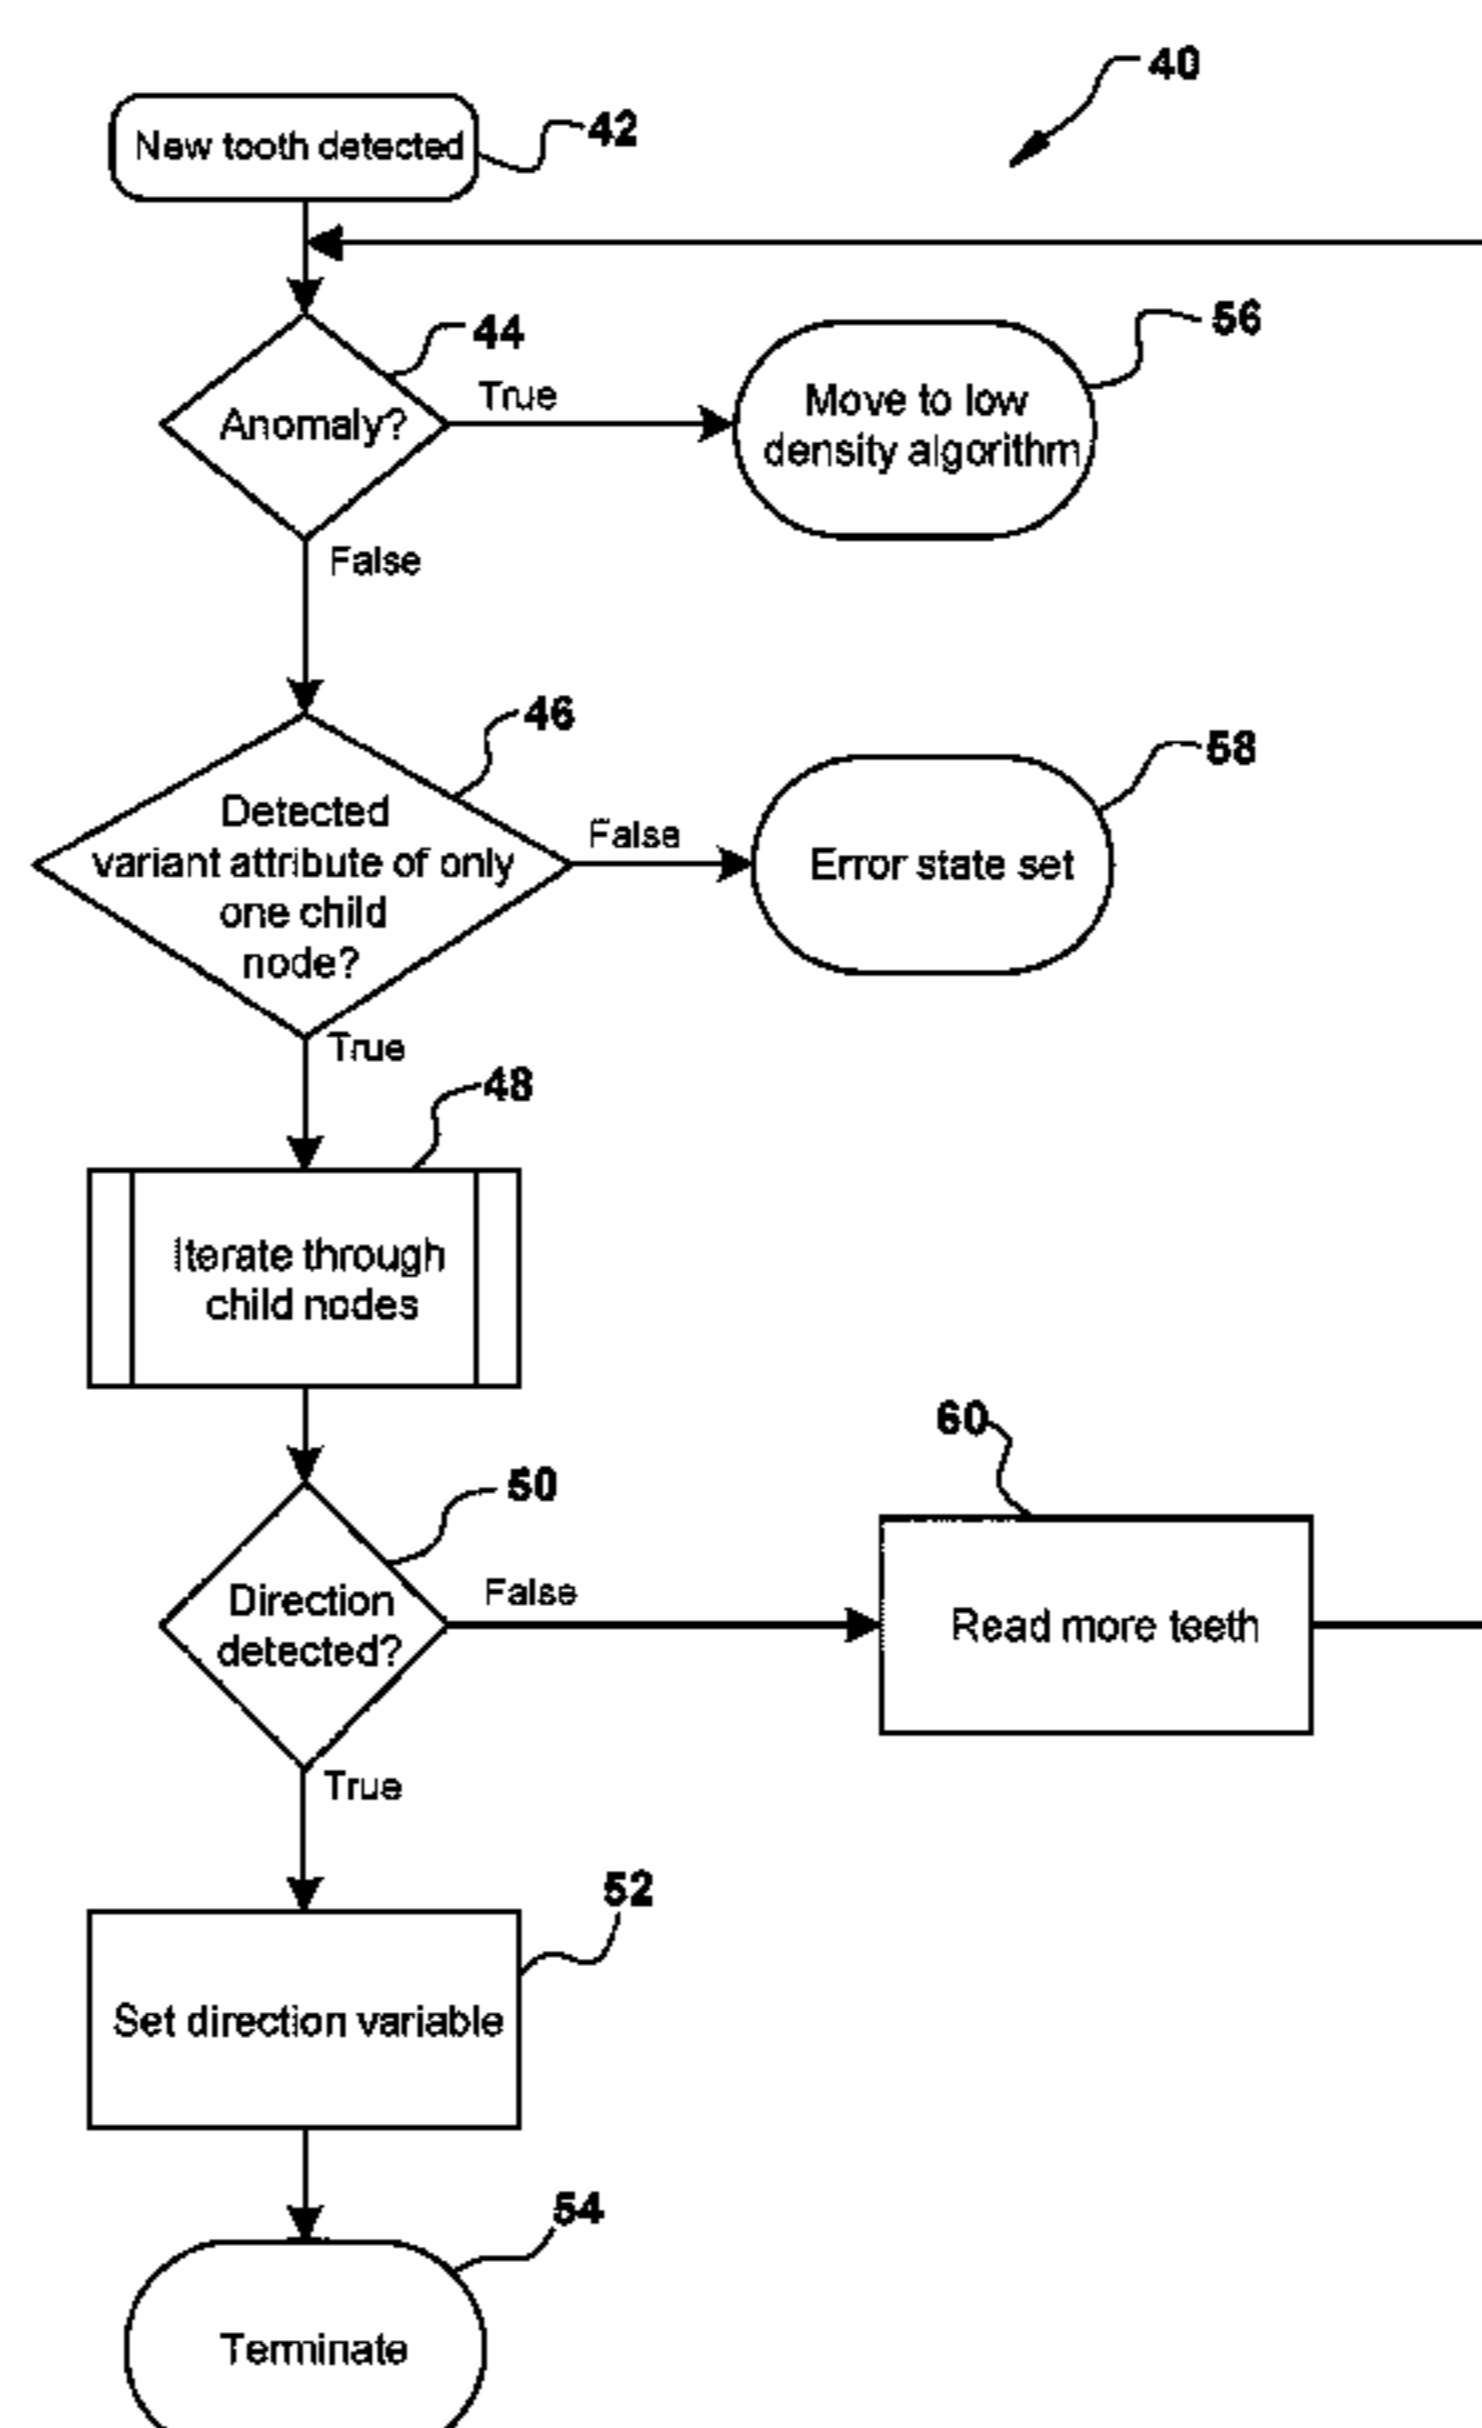 40
New tooth detected
42
44
Anomaly?
True
56
Move to low
density algorithm
False
46
Detected
variant attribute of only
one child
node?
False
58
Error state set
True
48
Iterate through
child nodes
50
Direction
detected?
False
60
Read more teeth
True
52
Set direction variable
54
Terminate